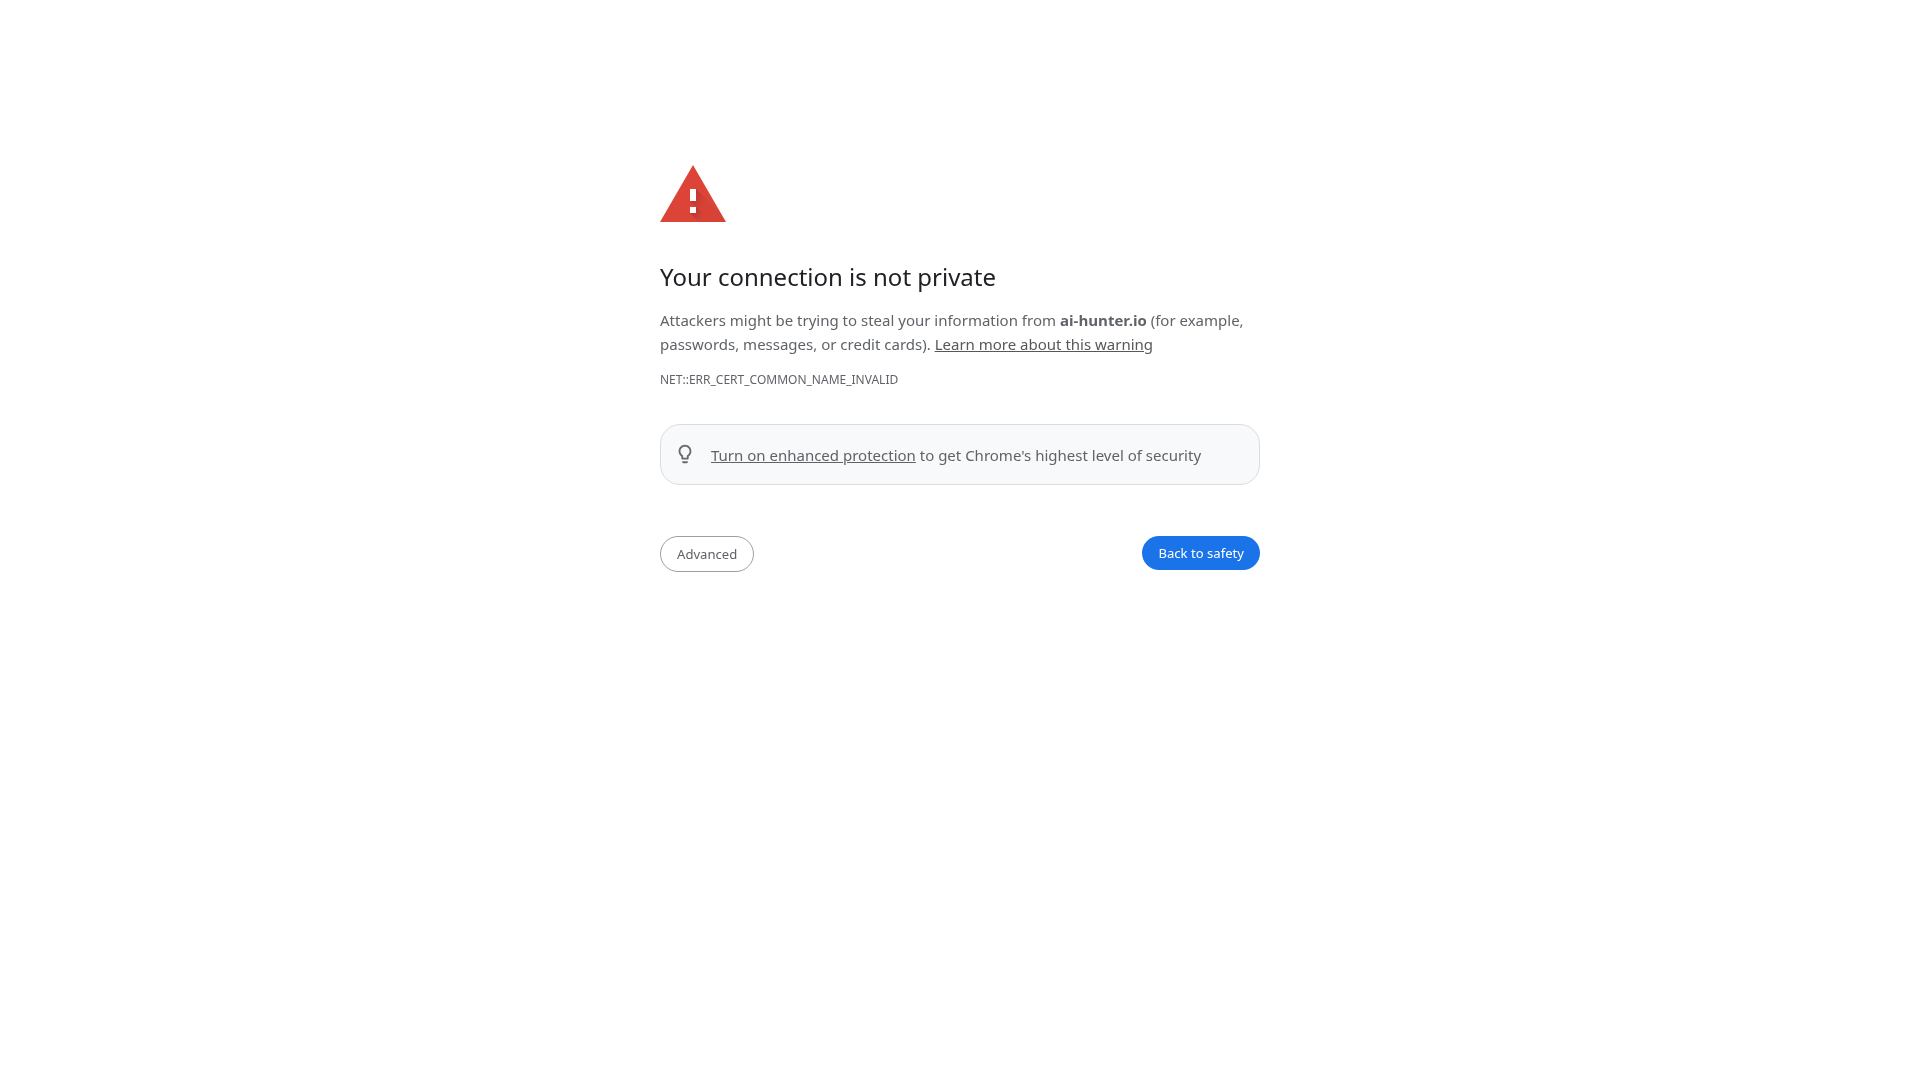 Your connection is not private
Attackers might be trying to steal your information from ai-hunter.io (for example,
passwords, messages, or credit cards). Learn more about this warning
NET::ERR_CERT_COMMON_NAME_INVALID
Turn on enhanced protection to get Chrome's highest level of security
Advanced
Back to safety